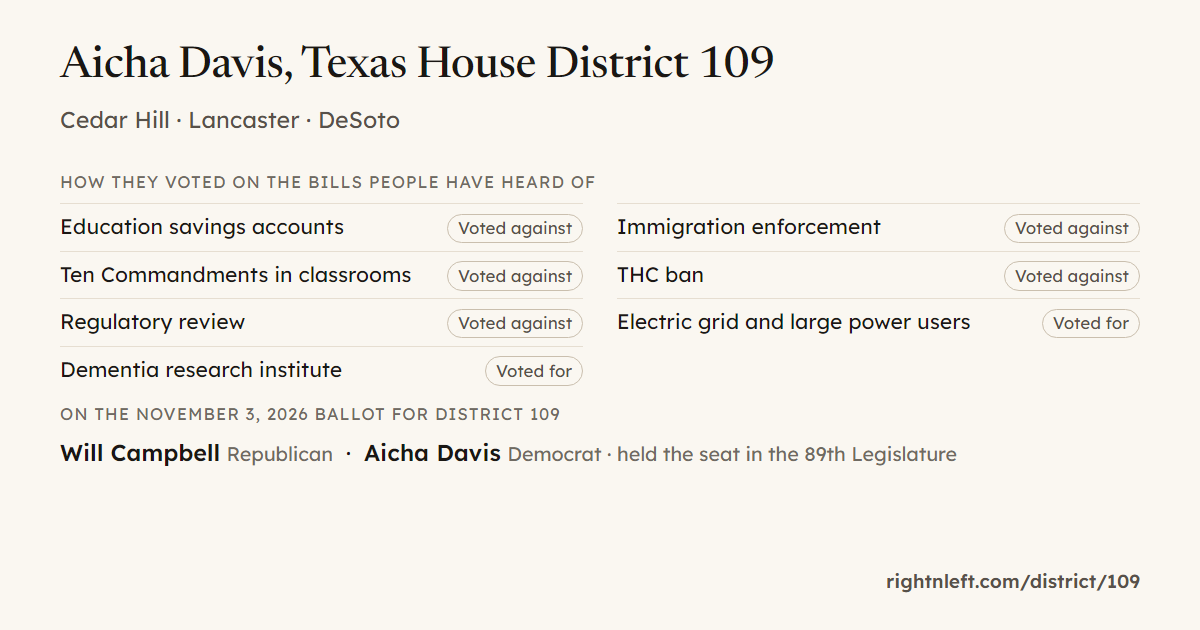 Aicha Davis, Texas House District 109
Cedar Hill · Lancaster · DeSoto
HOW THEY VOTED ON THE BILLS PEOPLE HAVE HEARD OF
Education savings accounts Voted against
Ten Commandments in classrooms Voted against
Regulatory review Voted against
Dementia research institute Voted for
Immigration enforcement Voted against
THC ban Voted against
Electric grid and large power users Voted for
ON THE NOVEMBER 3, 2026 BALLOT FOR DISTRICT 109
Will Campbell Republican · Aicha Davis Democrat · held the seat in the 89th Legislature
rightnleft.com/district/109